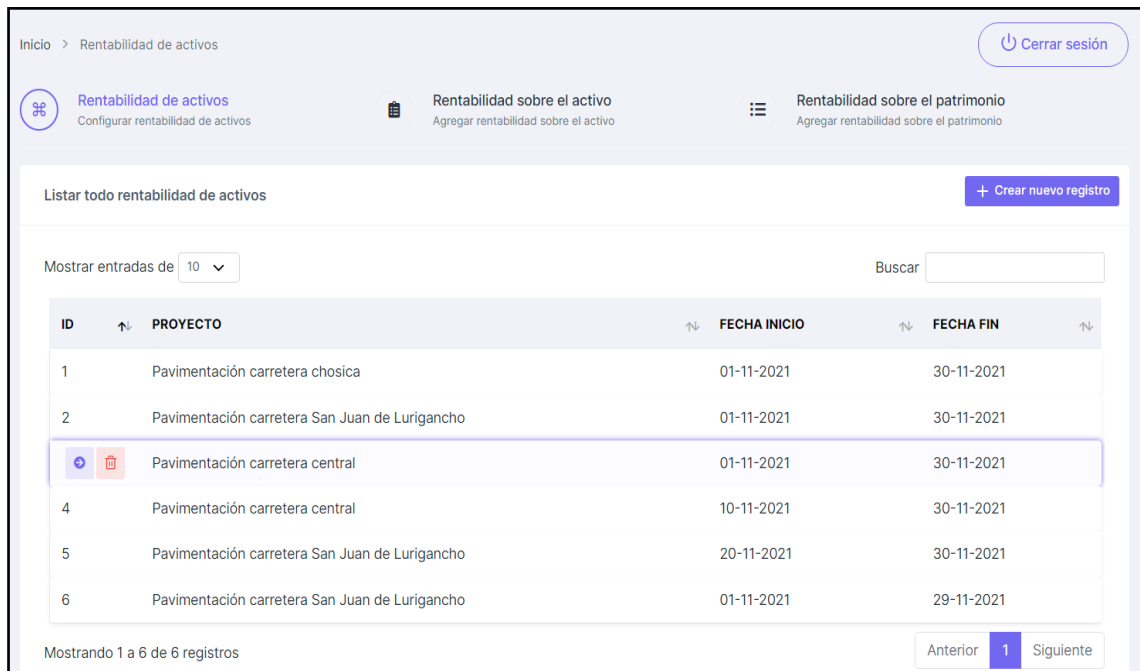 Inicio > Rentabilidad de activos
Cerrar sesión
Rentabilidad de activos
Configurar rentabilidad de activos
Rentabilidad sobre el activo
Agregar rentabilidad sobre el activo
Rentabilidad sobre el patrimonio
Agregar rentabilidad sobre el patrimonio
Listar todo rentabilidad de activos
+ Crear nuevo registro
Mostrar entradas de 10
Buscar
ID PROYECTO FECHA INICIO FECHA FIN
1 Pavimentación carretera chosica 01-11-2021 30-11-2021
2 Pavimentación carretera San Juan de Lurigancho 01-11-2021 30-11-2021
Pavimentación carretera central 01-11-2021 30-11-2021
4 Pavimentación carretera central 10-11-2021 30-11-2021
5 Pavimentación carretera San Juan de Lurigancho 20-11-2021 30-11-2021
6 Pavimentación carretera San Juan de Lurigancho 01-11-2021 29-11-2021
Mostrando 1 a 6 de 6 registros
Anterior 1 Siguiente